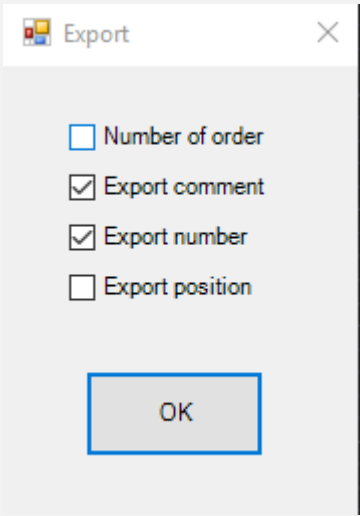 Export
Number of order
Export comment
Export number
Export position
OK